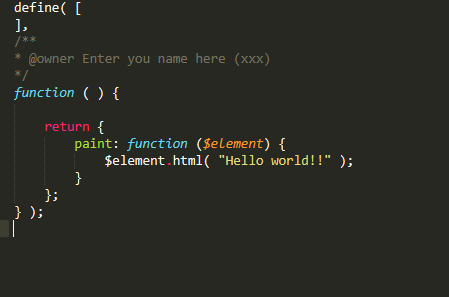 define( [
],
/**
* @owner Enter you name here (xxx)
*/
function ( ) {
return {
paint: function ($element) {
$element.html( "Hello world!!" );
}
};
} );